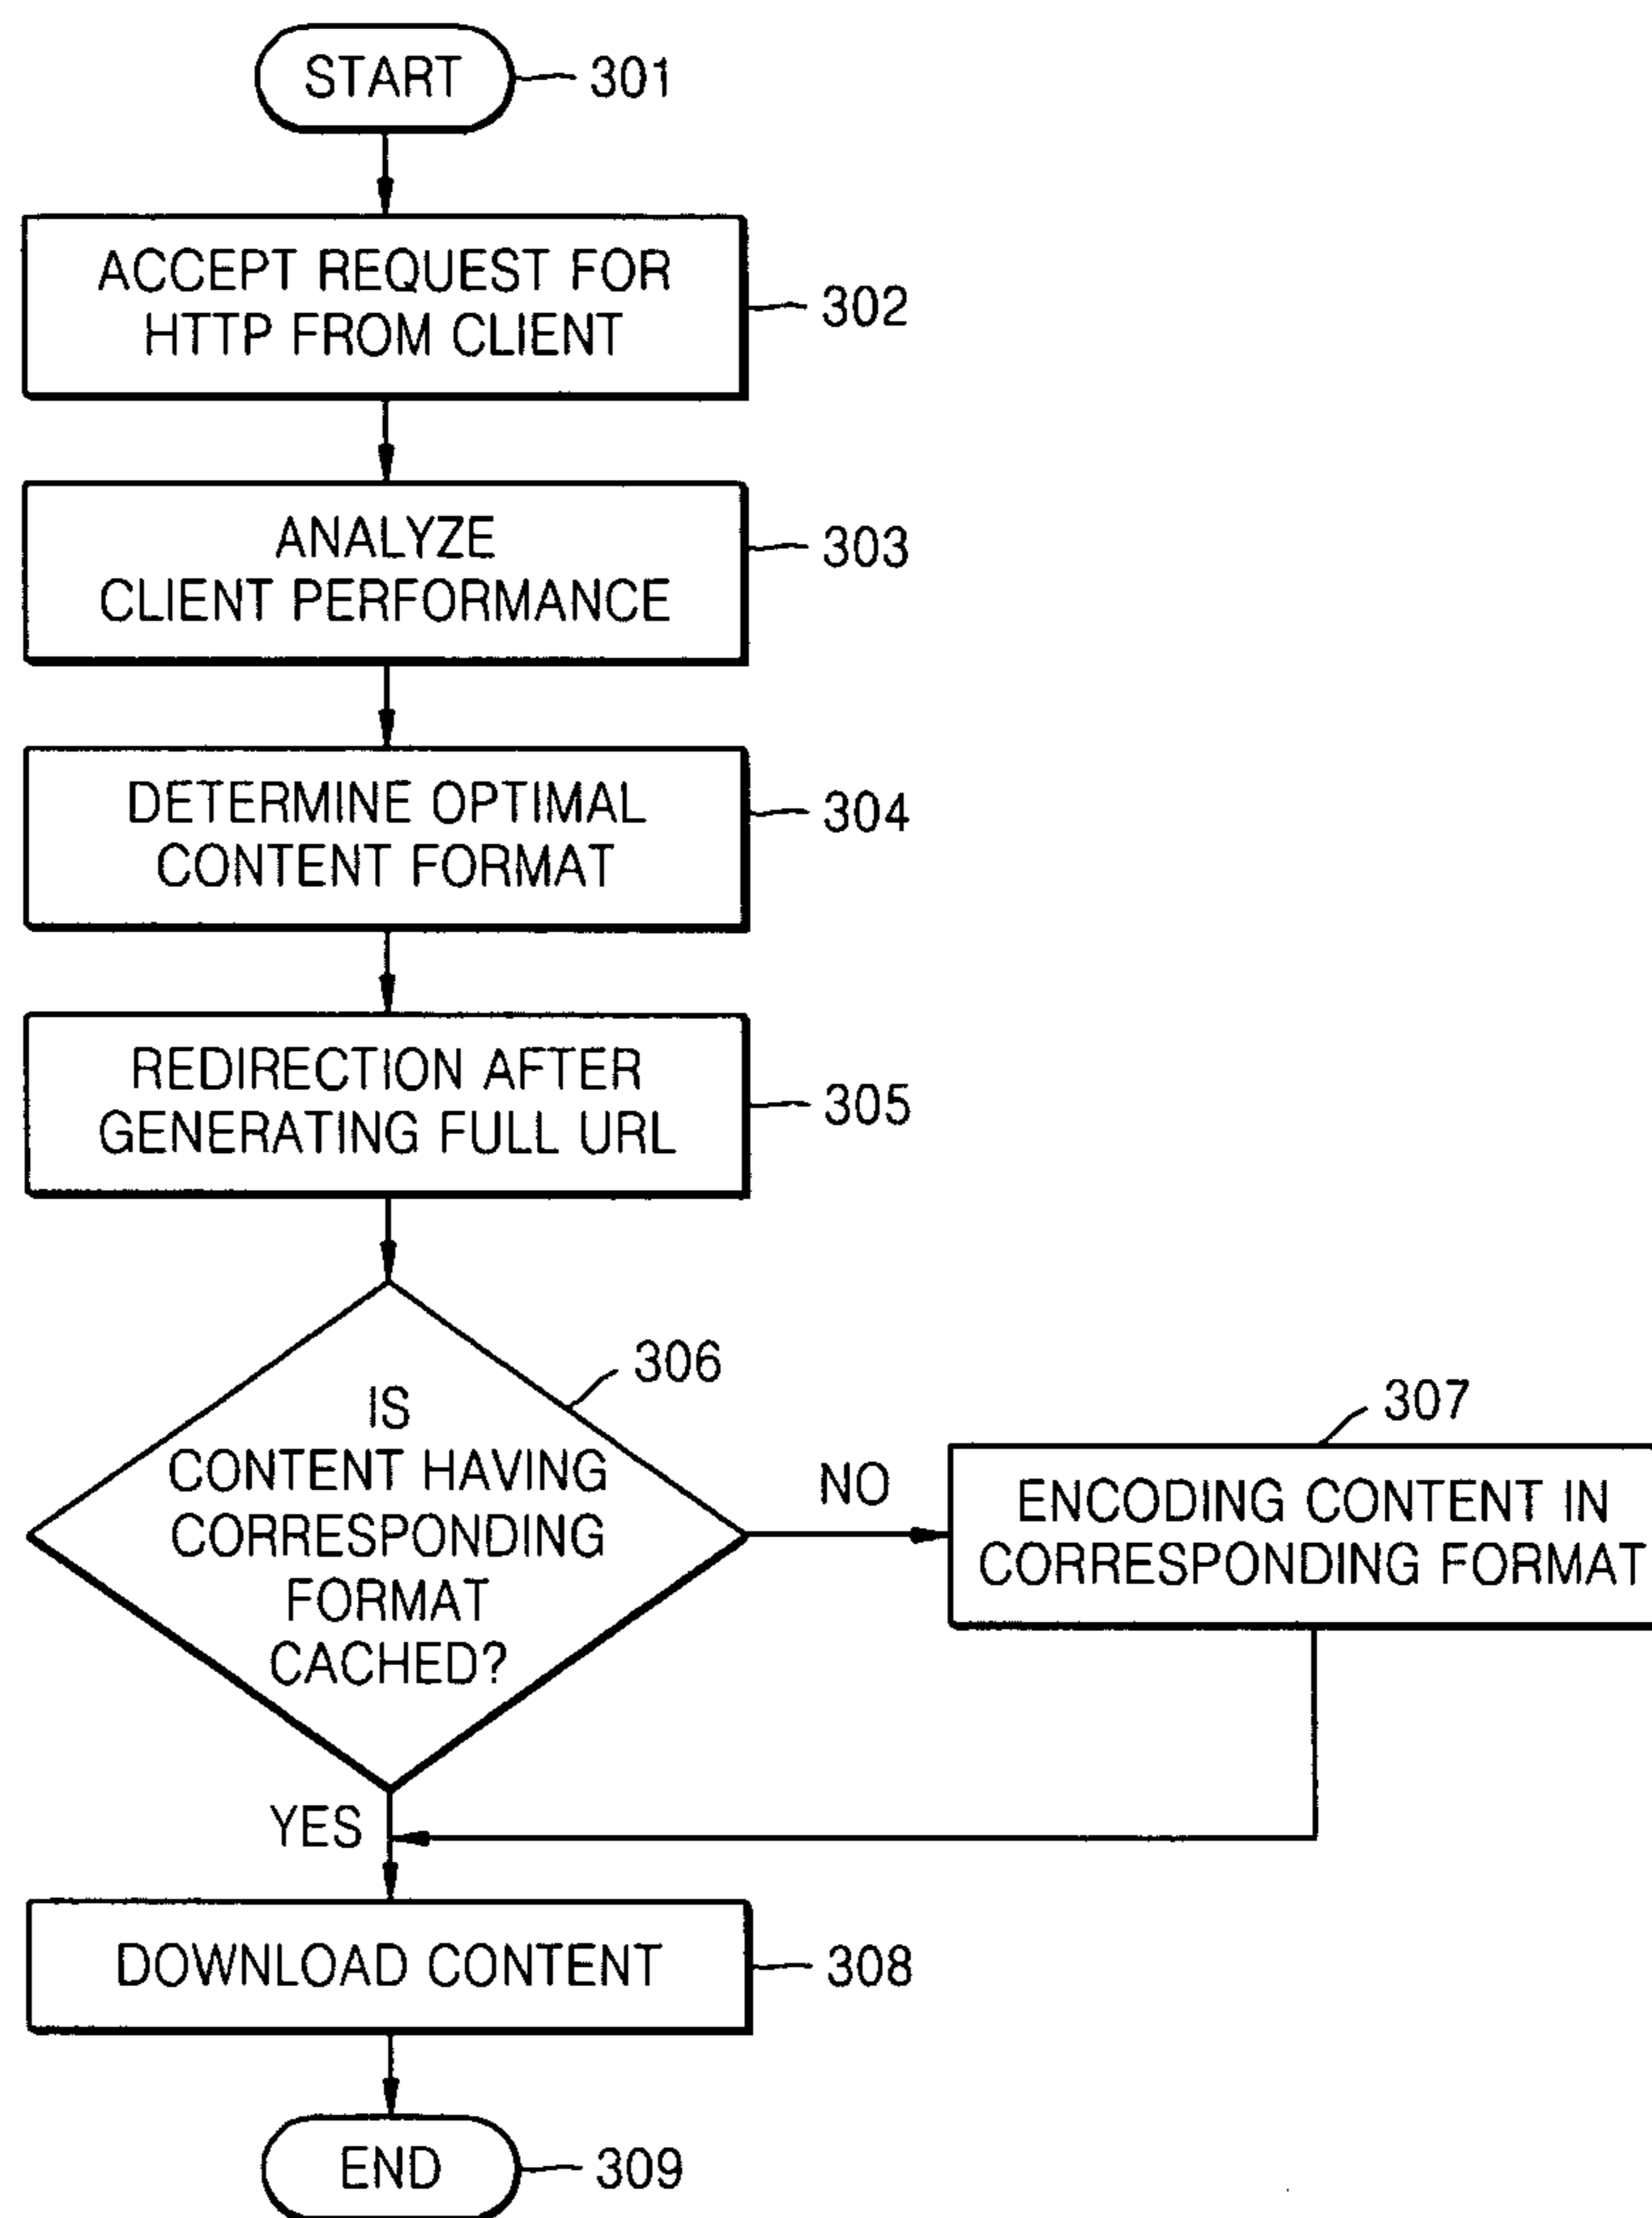 START
301
ACCEPT REQUEST FOR
HTTP FROM CLIENT
302
ANALYZE
CLIENT PERFORMANCE
303
DETERMINE OPTIMAL
CONTENT FORMAT
304
REDIRECTION AFTER
GENERATING FULL URL
305
306
IS
CONTENT HAVING
CORRESPONDING
FORMAT
CACHED?
NO
307
ENCODING CONTENT IN
CORRESPONDING FORMAT
YES
DOWNLOAD CONTENT
308
END
309